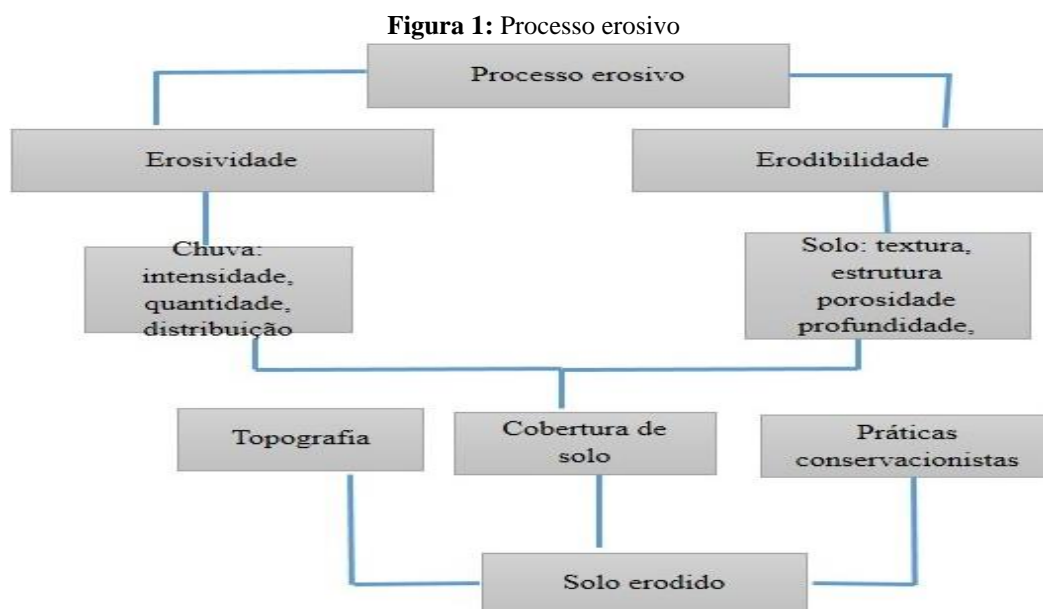 Figura 1: Processo erosivo
Processo erosivo
Erosividade
Erodibilidade
Chuva:
intensidade,
quantidade,
distribuição
Solo: textura,
estrutura
porosidade
profundidade,
Topografia
Cobertura de
solo
Práticas
conservacionistas
Solo erodido